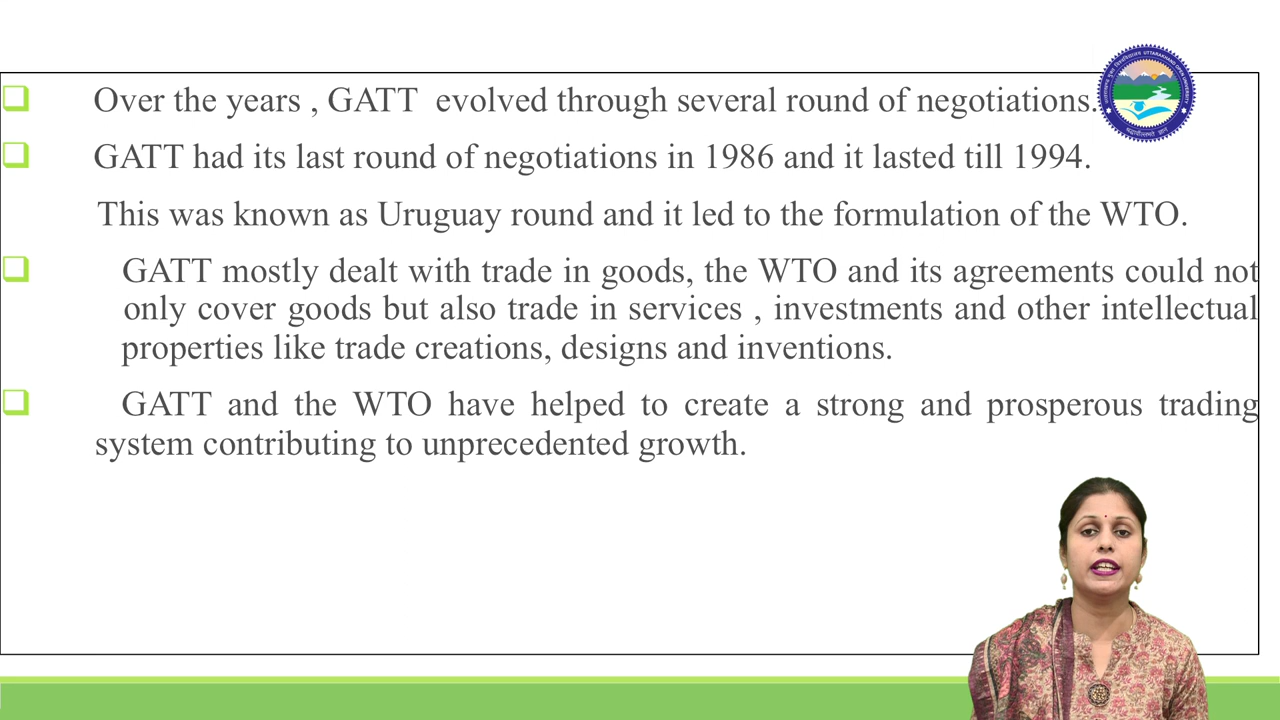 Over the years , GATT evolved through several round of negotiations.
GATT had its last round of negotiations in 1986 and it lasted till 1994.
This was known as Uruguay round and it led to the formulation of the WTO.
GATT mostly dealt with trade in goods, the WTO and its agreements could not
only cover goods but also trade in services , investments and other intellectual
properties like trade creations, designs and inventions.
GATT and the WTO have helped to create a strong and prosperous trading
system contributing to unprecedented growth.